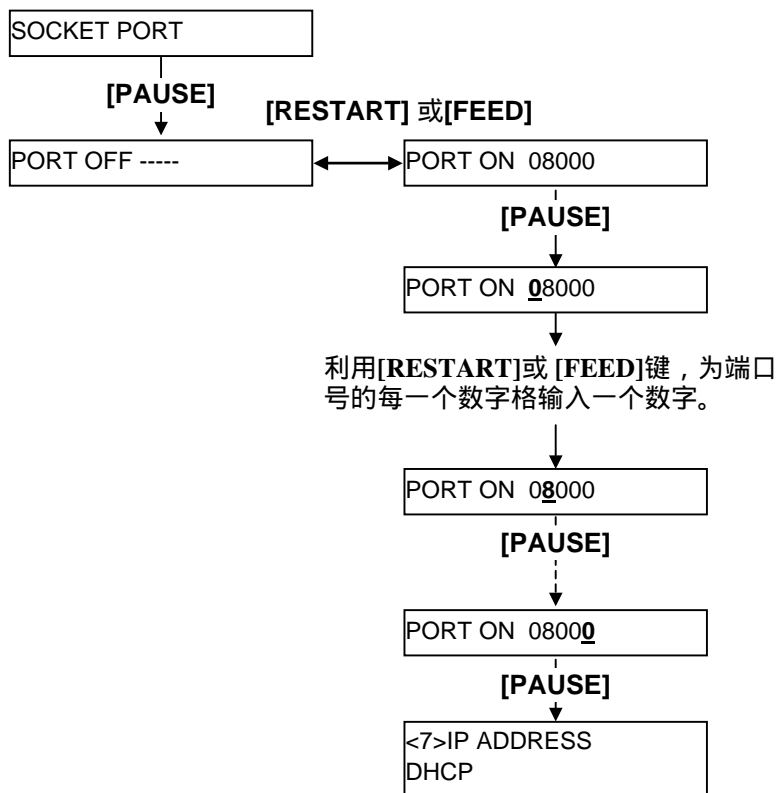 SOCKET PORT
[PAUSE]
[RESTART] 或[FEED]
PORT OFF -----
PORT ON 08000
[PAUSE]
PORT ON 08000
利用[RESTART]或 [FEED]键，为端口
号的每一个数字格输入一个数字。
PORT ON 08000
[PAUSE]
PORT ON 08000
[PAUSE]
<7>IP ADDRESS
DHCP